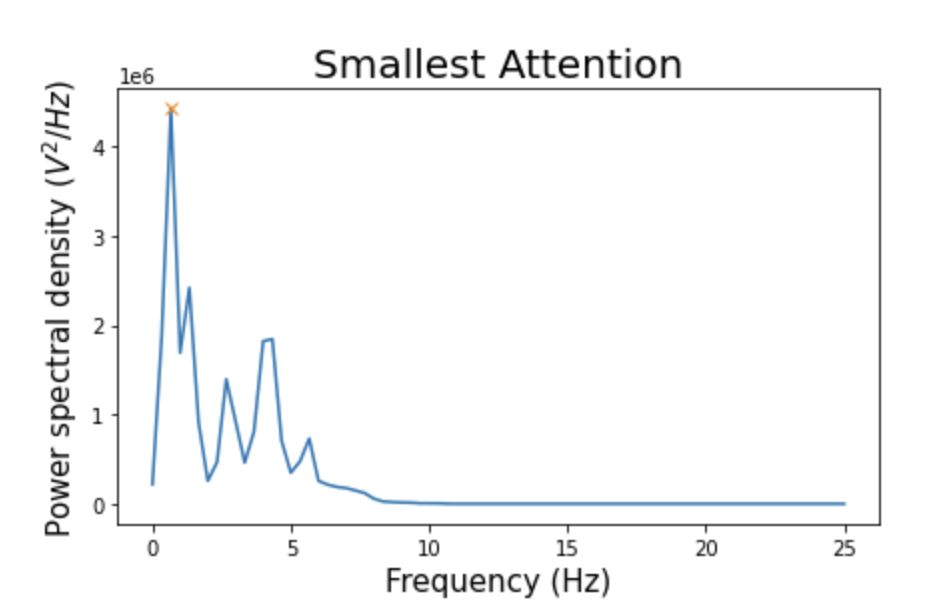 Smallest Attention
1e6
Power spectral density (V²/Hz)
4
3
2
1
0
0 5 10 15 20 25
Frequency (Hz)